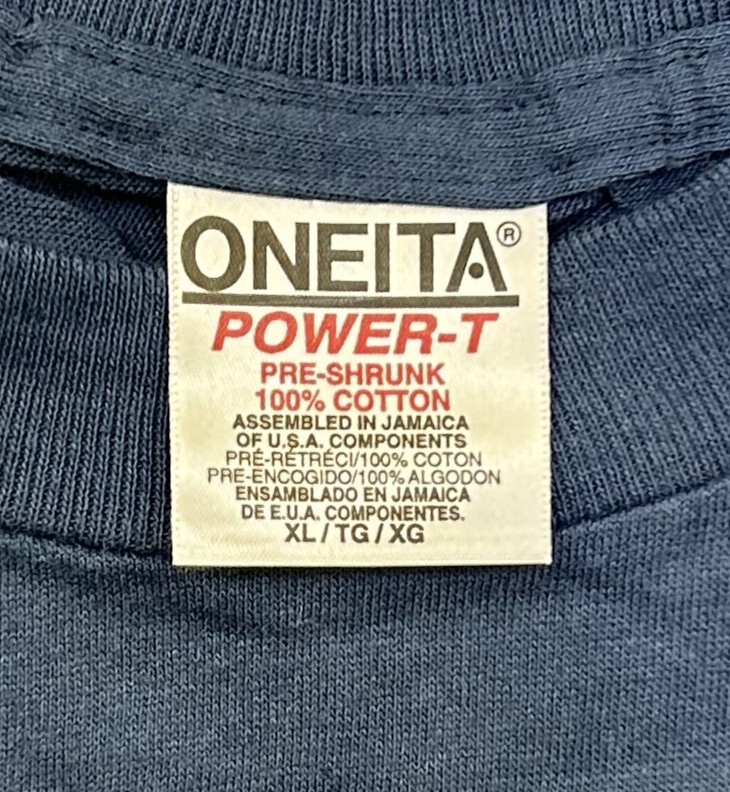 ONEITA®
POWER-T
PRE-SHRUNK
100% COTTON
ASSEMBLED IN JAMAICA
OF U.S.A. COMPONENTS
PRÉ-RÉTRÉCI/100% COTON
PRE-ENCOGIDO/100% ALGODON
ENSAMBLADO EN JAMAICA
DE E.U.A. COMPONENTES.
XL / TG / XG